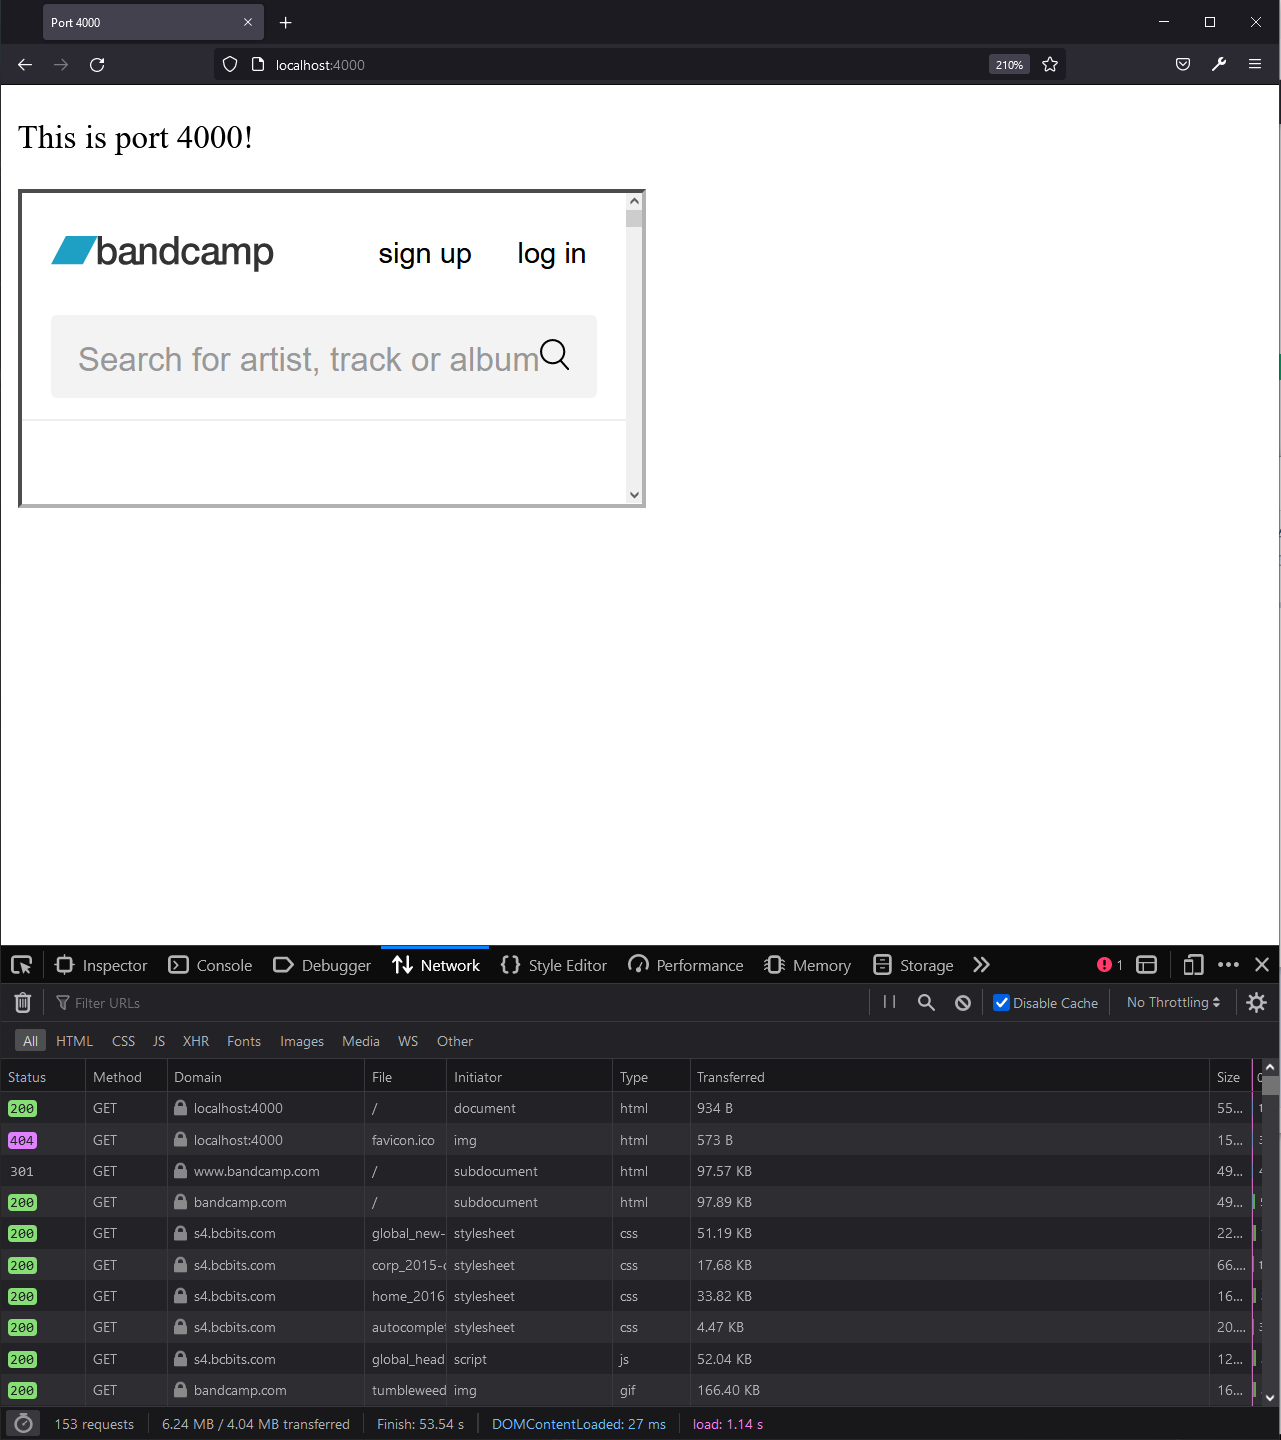 Port 4000
localhost:4000
210%
This is port 4000!
bandcamp sign up log in
Search for artist, track or album
Inspector Console Debugger Network Style Editor Performance Memory Storage 1
Filter URLs Disable Cache No Throttling
All HTML CSS JS XHR Fonts Images Media WS Other
Status Method Domain File Initiator Type Transferred Size
200 GET localhost:4000 / document html 934 B 55...
404 GET localhost:4000 favicon.ico img html 573 B 15...
301 GET www.bandcamp.com / subdocument html 97.57 KB 49...
200 GET bandcamp.com / subdocument html 97.89 KB 49...
200 GET s4.bcbits.com global_new- stylesheet css 51.19 KB 22...
200 GET s4.bcbits.com corp_2015- stylesheet css 17.68 KB 66....
200 GET s4.bcbits.com home_2016 stylesheet css 33.82 KB 16...
200 GET s4.bcbits.com autocomplet stylesheet css 4.47 KB 20....
200 GET s4.bcbits.com global_head script js 52.04 KB 12...
200 GET bandcamp.com tumbleweed img gif 166.40 KB 16...
153 requests 6.24 MB / 4.04 MB transferred Finish: 53.54 s DOMContentLoaded: 27 ms load: 1.14 s